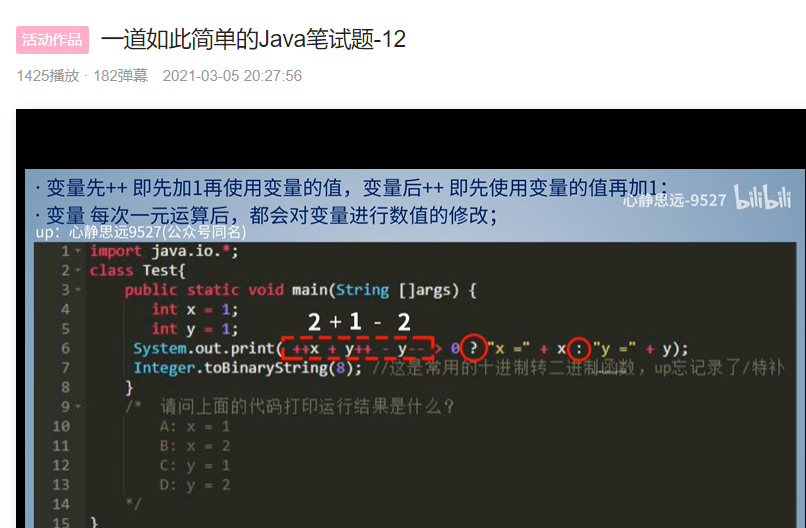 活动作品 一道如此简单的Java笔试题-12
1425播放 · 182弹幕 2021-03-05 20:27:56
· 变量先++ 即先加1再使用变量的值，变量后++ 即先使用变量的值再加1；
心静思远-9527 bilibili
· 变量 每次一元运算后，都会对变量进行数值的修改；
up：心静思远9527(公众号同名)
1 import java.io.*;
2 class Test{
3 public static void main(String []args) {
4 int x = 1;
2 + 1 - 2
5 int y = 1;
6 System.out.print( ++x + y++ - y-- > 0 ? "x =" + x : "y =" + y);
7 Integer.toBinaryString(8); //这是常用的十进制转二进制函数，up忘记录了/特补
8 }
9 /* 请问上面的代码打印运行结果是什么？
10 A: x = 1
11 B: x = 2
12 C: y = 1
13 D: y = 2
14 */
15 }